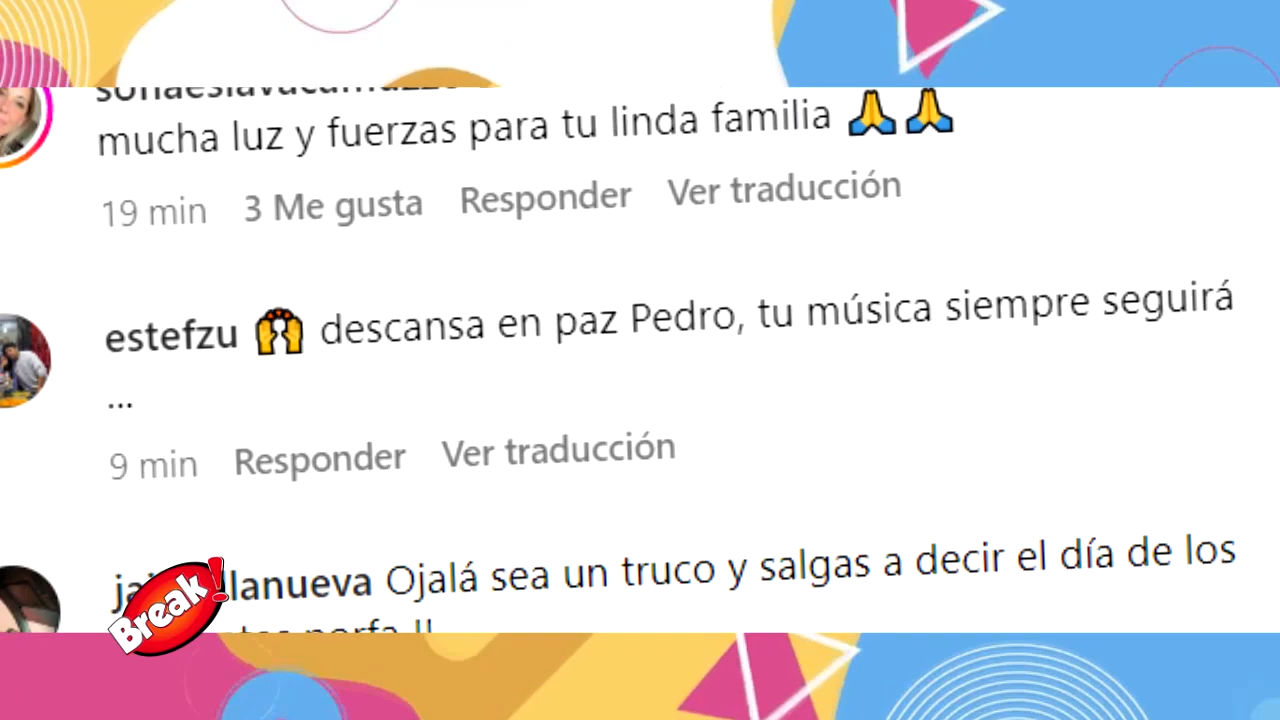 mucha luz y fuerzas para tu linda familia 🙏🙏
19 min 3 Me gusta Responder Ver traducción
estefzu 🙌 descansa en paz Pedro, tu música siempre seguirá
...
9 min Responder Ver traducción
Ojalá sea un truco y salgas a decir el día de los
Break!
porfa !!